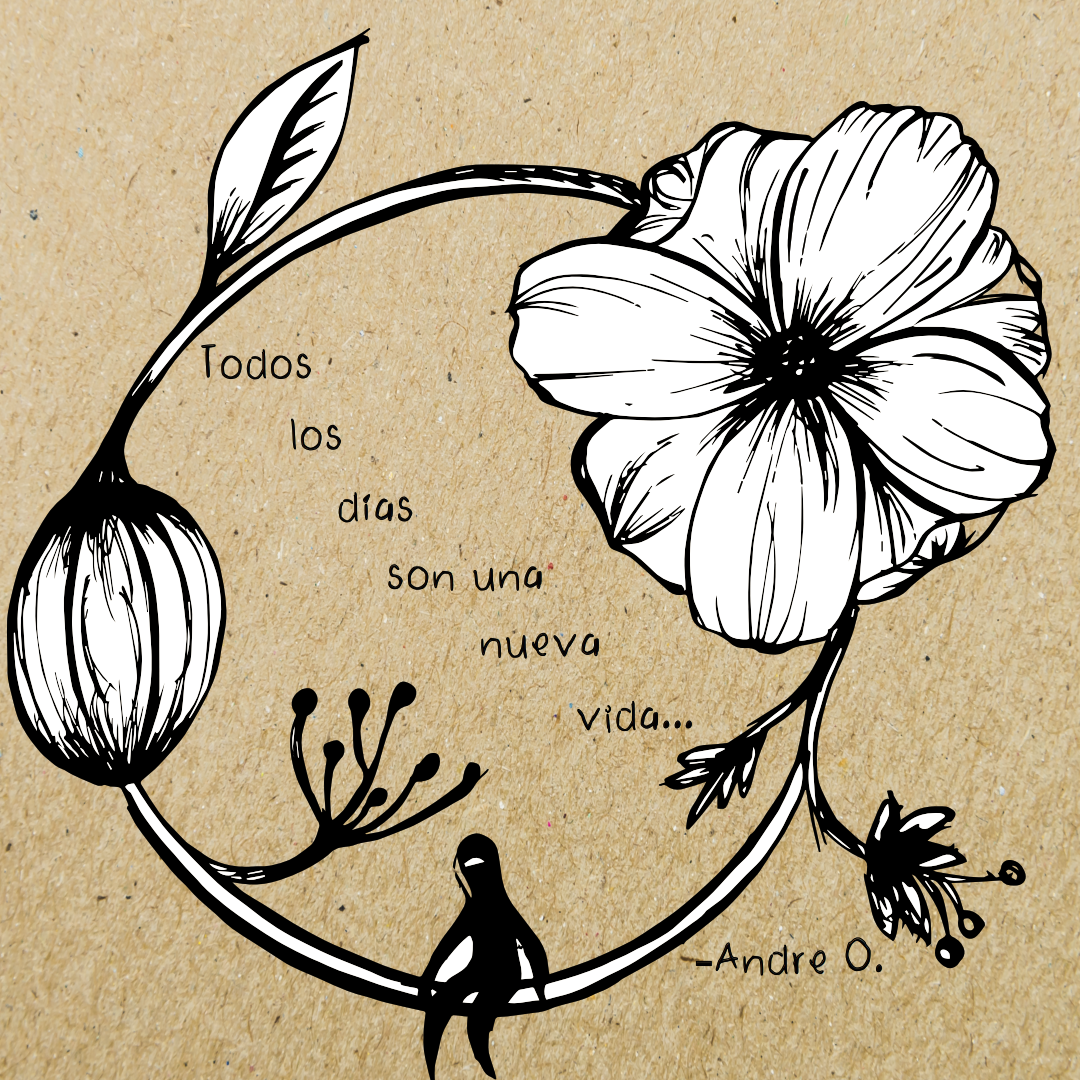 Todos
los
días
son una
nueva
vida...
-Andre O.